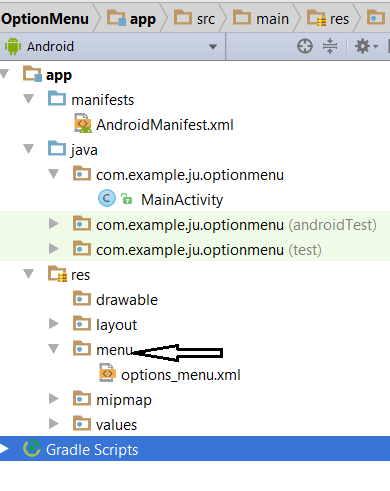 OptionMenu app src main res
Android
app
manifests
AndroidManifest.xml
java
com.example.ju.optionmenu
C MainActivity
com.example.ju.optionmenu (androidTest)
com.example.ju.optionmenu (test)
res
drawable
layout
menu
options_menu.xml
mipmap
values
Gradle Scripts